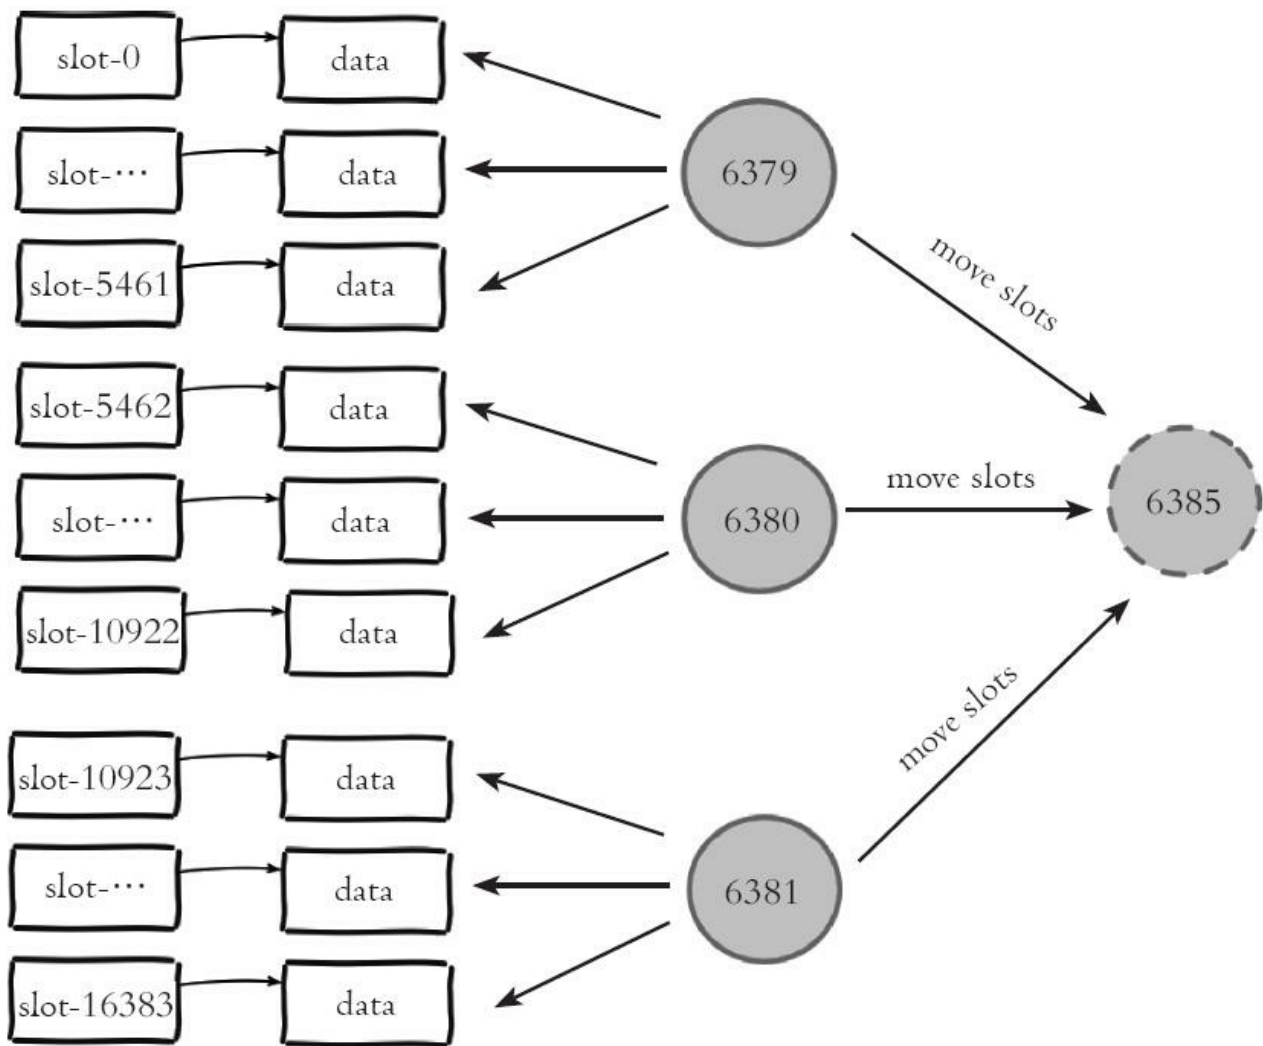 slot-0
data
slot-···
data
6379
slot-5461
data
move slots
slot-5462
data
move slots
slot-···
data
6380
6385
slot-10922
data
move slots
slot-10923
data
slot-···
data
6381
slot-16383
data